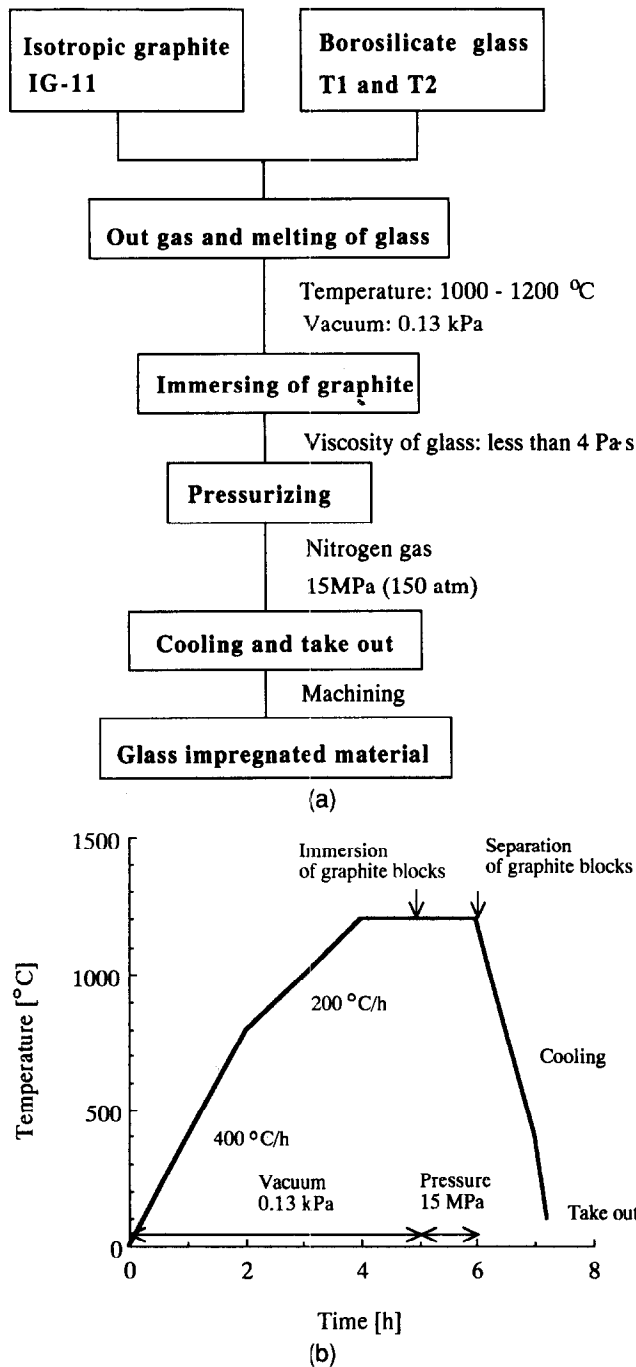 Isotropic graphite
IG-11
Borosilicate glass
T1 and T2
Out gas and melting of glass
Temperature: 1000 - 1200 °C
Vacuum: 0.13 kPa
Immersing of graphite
Viscosity of glass: less than 4 Pa·s
Pressurizing
Nitrogen gas
15MPa (150 atm)
Cooling and take out
Machining
Glass impregnated material
(a)
1500
1000
500
0
Temperature [°C]
Immersion
of graphite blocks
Separation
of graphite blocks
200 °C/h
400 °C/h
Cooling
Vacuum
0.13 kPa
Pressure
15 MPa
Take out
0
2
4
6
8
Time [h]
(b)